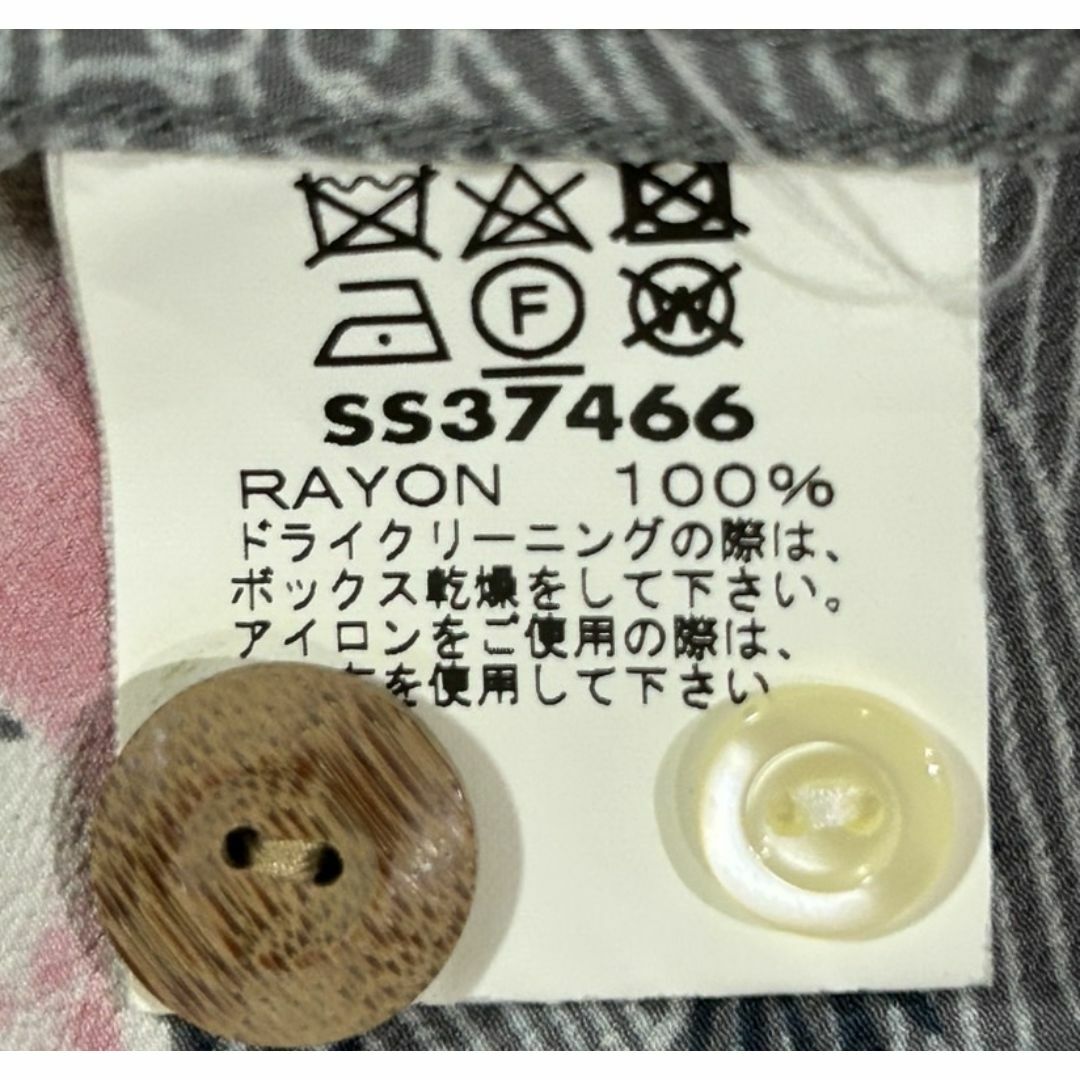 F W
SS37466
RAYON 100%
ドライクリーニングの際は、
ボックス乾燥をして下さい。
アイロンをご使用の際は、
を使用して下さい